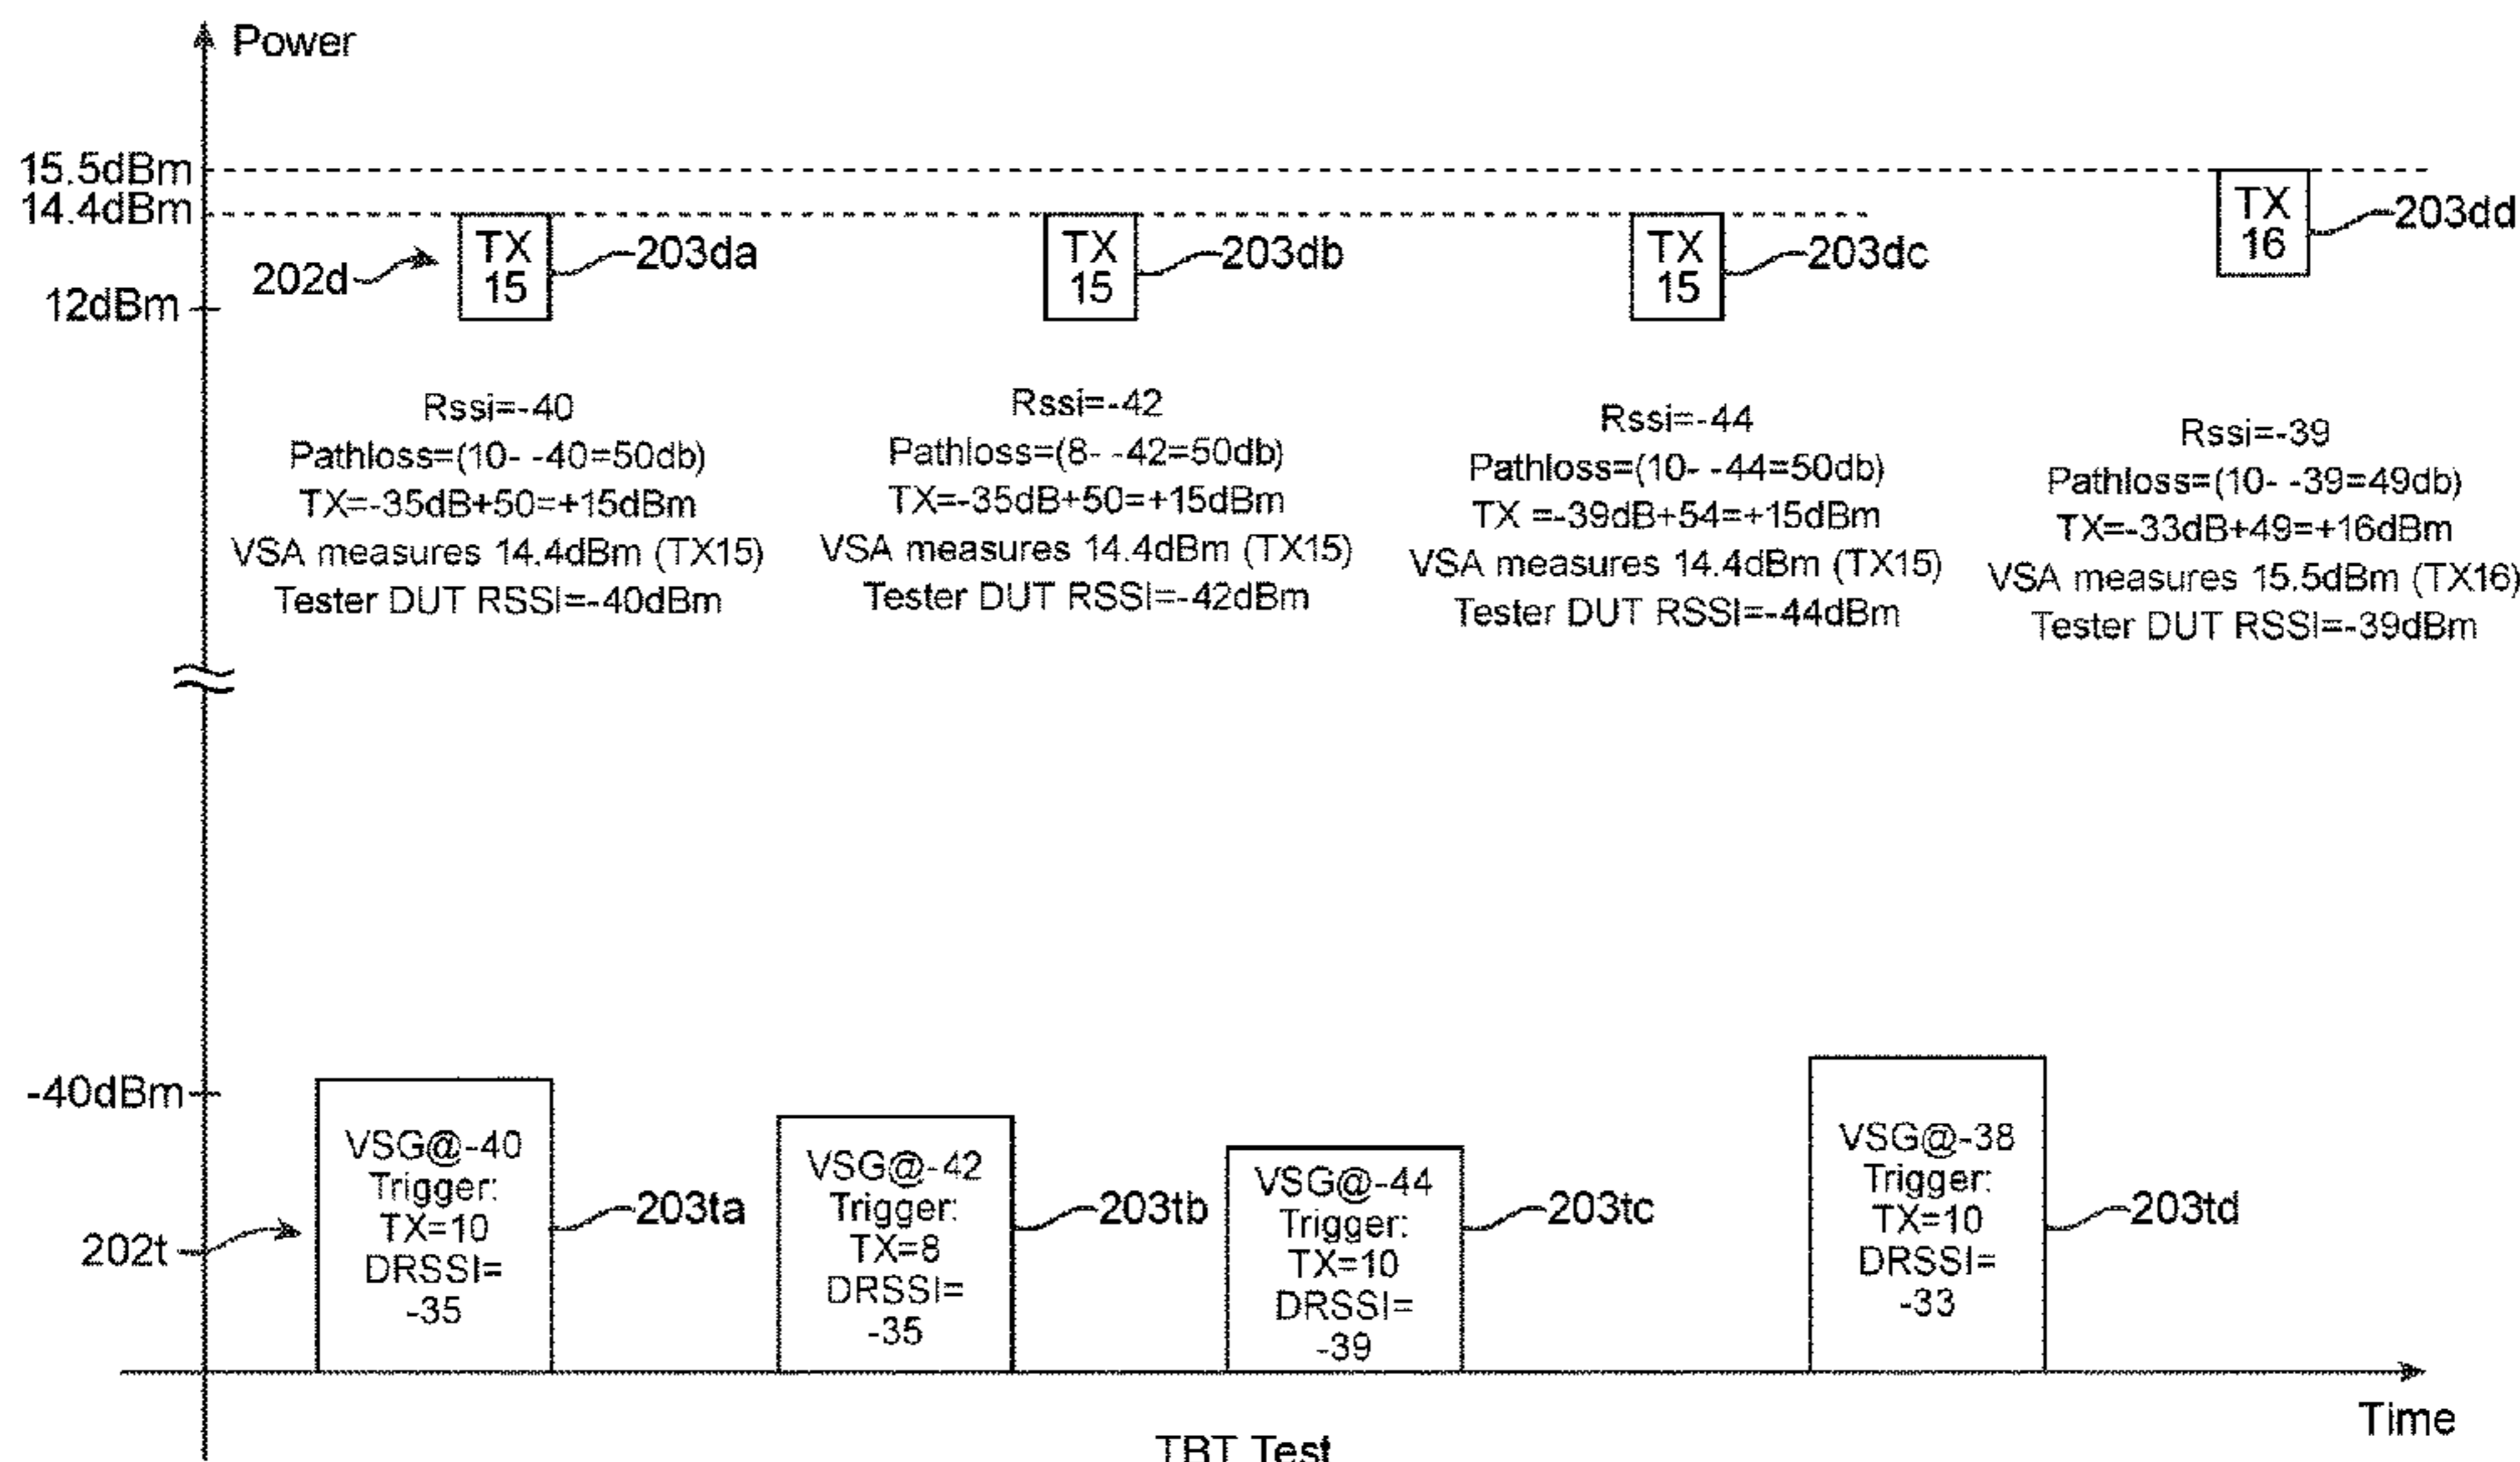 Power
15.5dBm
14.4dBm
12dBm
202d
TX
15
203da
TX
15
203db
TX
15
203dc
TX
16
203dd
Rssi=-40
Pathloss=(10- -40=50db)
TX=-35dB+50=+15dBm
VSA measures 14.4dBm (TX15)
Tester DUT RSSI=-40dBm
Rssi=-42
Pathloss=(8- -42=50db)
TX=-35dB+50=+15dBm
VSA measures 14.4dBm (TX15)
Tester DUT RSSI=-42dBm
Rssi=-44
Pathloss=(10- -44=50db)
TX =-39dB+54=+15dBm
VSA measures 14.4dBm (TX15)
Tester DUT RSSI=-44dBm
Rssi=-39
Pathloss=(10- -39=49db)
TX=-33dB+49=+16dBm
VSA measures 15.5dBm (TX16)
Tester DUT RSSI=-39dBm
-40dBm
202t
VSG@-40
Trigger:
TX=10
DRSSI=
-35
203ta
VSG@-42
Trigger:
TX=8
DRSSI=
-35
203tb
VSG@-44
Trigger:
TX=10
DRSSI=
-39
203tc
VSG@-38
Trigger:
TX=10
DRSSI=
-33
203td
Time
TBT Test